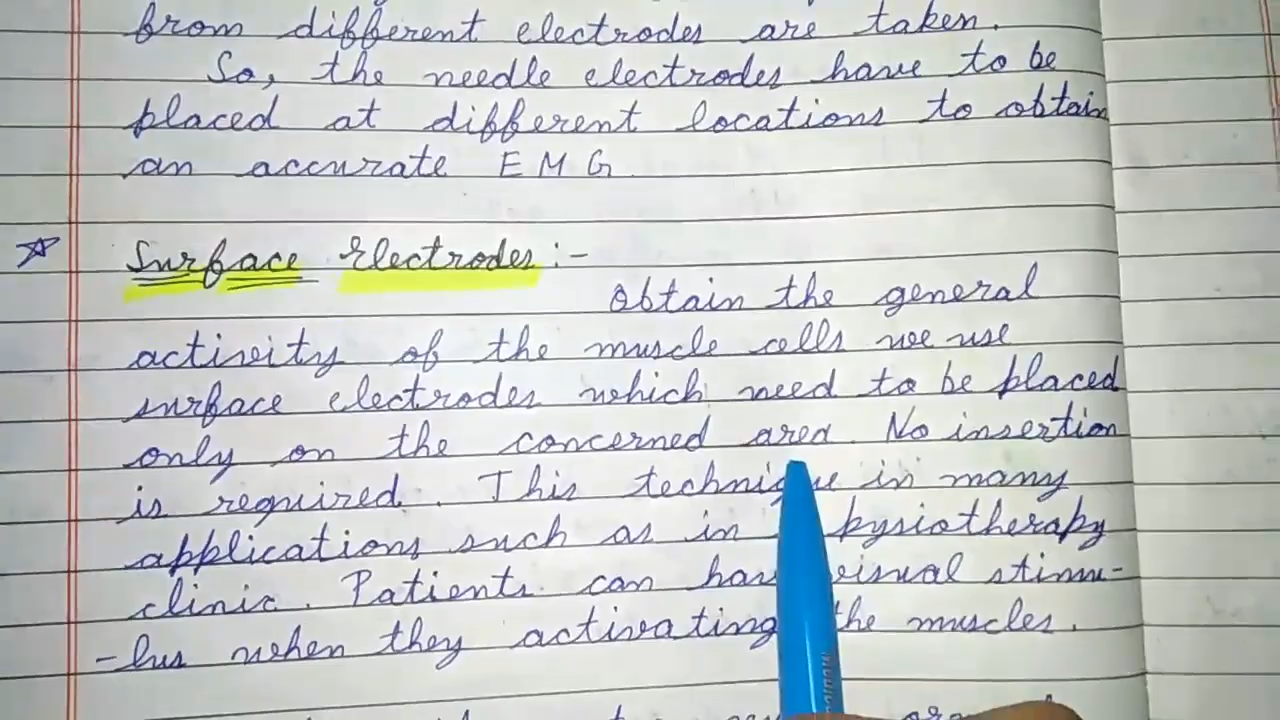 from different electrodes are taken.
So, the needle electrodes have to be
placed at different locations to obtain
an accurate EMG
Surface Electrodes :-
Obtain the general
activity of the muscle cells we use
surface electrodes which need to be placed
only on the concerned area. No insertion
is required. This technique in many
applications such as in pysiotherapy
clinic. Patients can have visual stimu-
-lus when they activating the muscles.